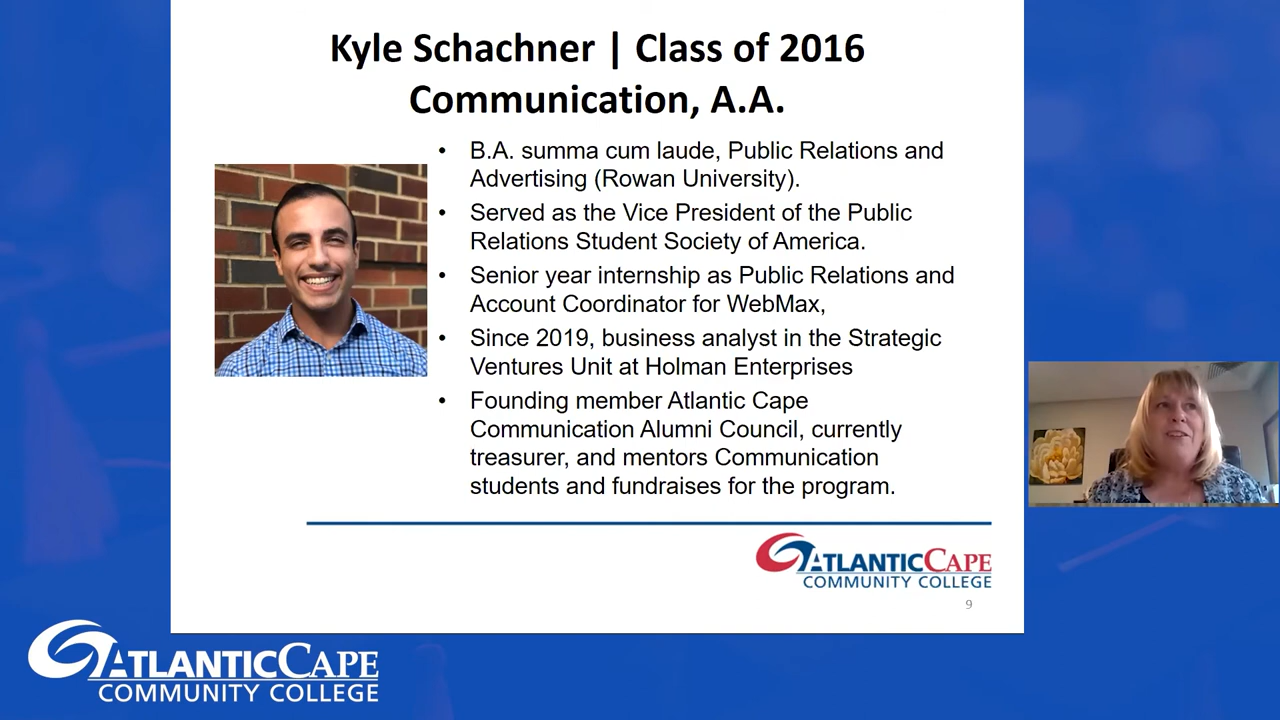 Kyle Schachner | Class of 2016
Communication, A.A.
• B.A. summa cum laude, Public Relations and
Advertising (Rowan University).
• Served as the Vice President of the Public
Relations Student Society of America.
• Senior year internship as Public Relations and
Account Coordinator for WebMax,
• Since 2019, business analyst in the Strategic
Ventures Unit at Holman Enterprises
• Founding member Atlantic Cape
Communication Alumni Council, currently
treasurer, and mentors Communication
students and fundraises for the program.
ATLANTICCAPE
COMMUNITY COLLEGE
9
ATLANTICCAPE
COMMUNITY COLLEGE